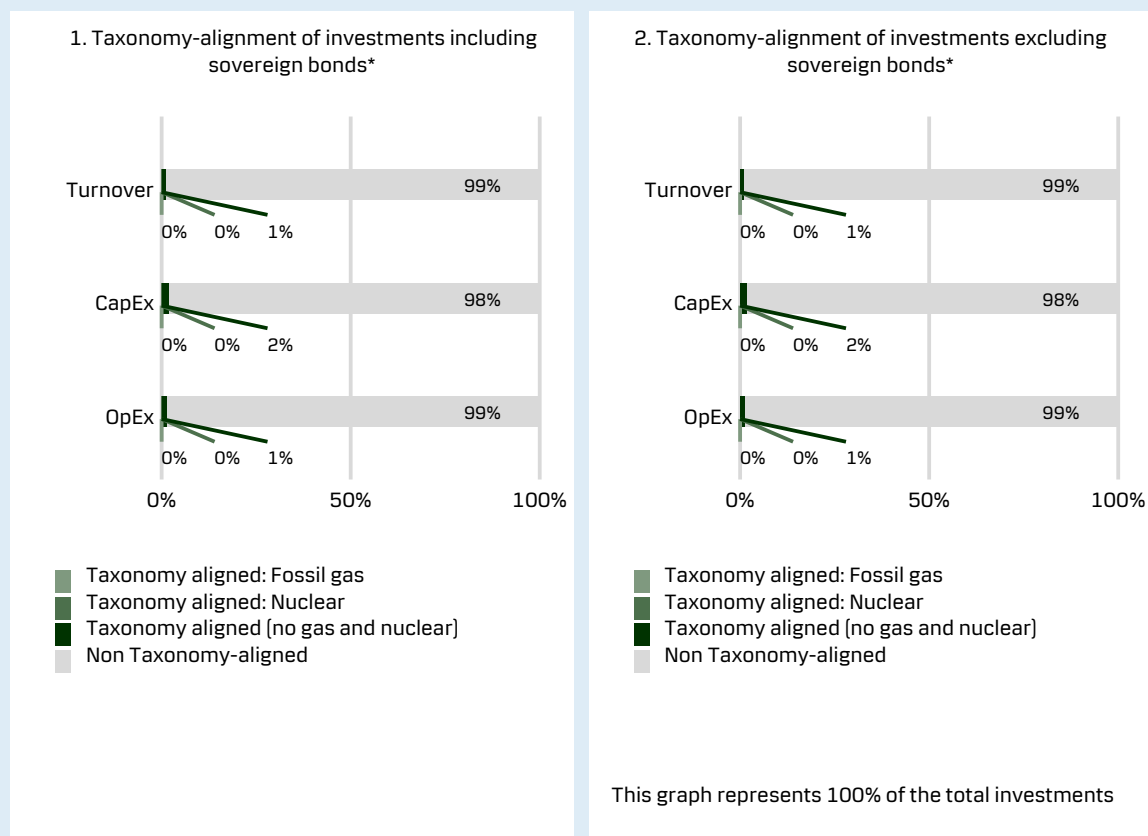 1. Taxonomy-alignment of investments including
sovereign bonds*
Turnover
99%
0% 0% 1%
CapEx
98%
0% 0% 2%
OpEx
99%
0% 0% 1%
0% 50% 100%
Taxonomy aligned: Fossil gas
Taxonomy aligned: Nuclear
Taxonomy aligned (no gas and nuclear)
Non Taxonomy-aligned
2. Taxonomy-alignment of investments excluding
sovereign bonds*
Turnover
99%
0% 0% 1%
CapEx
98%
0% 0% 2%
OpEx
99%
0% 0% 1%
0% 50% 100%
Taxonomy aligned: Fossil gas
Taxonomy aligned: Nuclear
Taxonomy aligned (no gas and nuclear)
Non Taxonomy-aligned
This graph represents 100% of the total investments